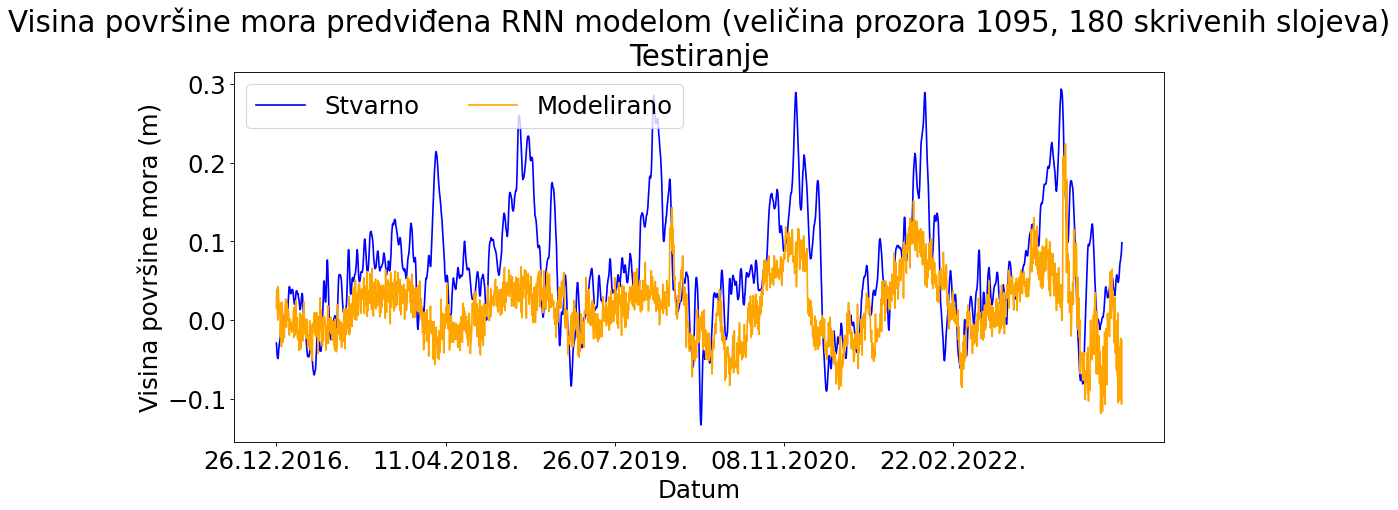 Visina površine mora predviđena RNN modelom (veličina prozora 1095, 180 skrivenih slojeva)
Testiranje
Stvarno Modelirano
Visina površine mora (m)
0.3
0.2
0.1
0.0
−0.1
26.12.2016. 11.04.2018. 26.07.2019. 08.11.2020. 22.02.2022.
Datum